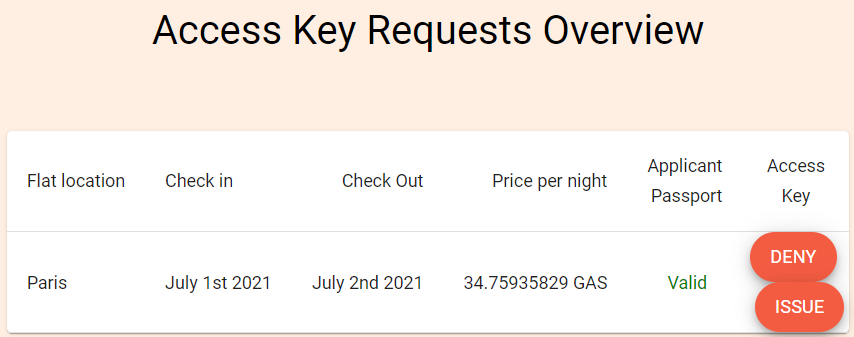 Access Key Requests Overview
Flat location Check in Check Out Price per night Applicant Passport Access Key
Paris July 1st 2021 July 2nd 2021 34.75935829 GAS Valid DENY
ISSUE